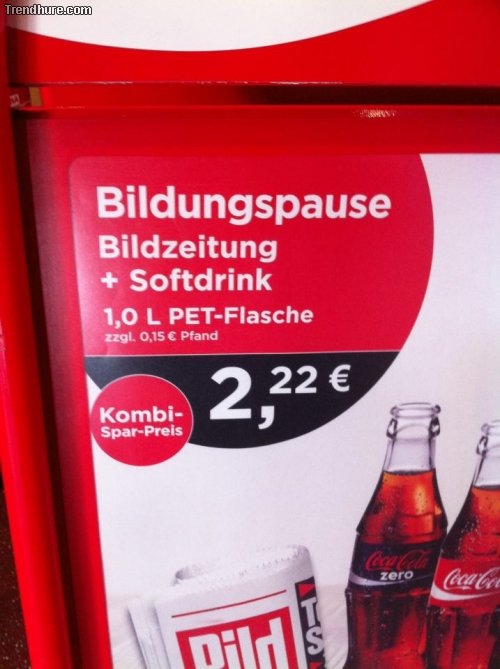 Trendhure.com
Bildungspause
Bildzeitung
+ Softdrink
1,0 L PET-Flasche
zzgl. 0,15 € Pfand
2,22 €
Kombi-
Spar-Preis
Coca-Cola
zero
Coca-Co
Bild
T
S